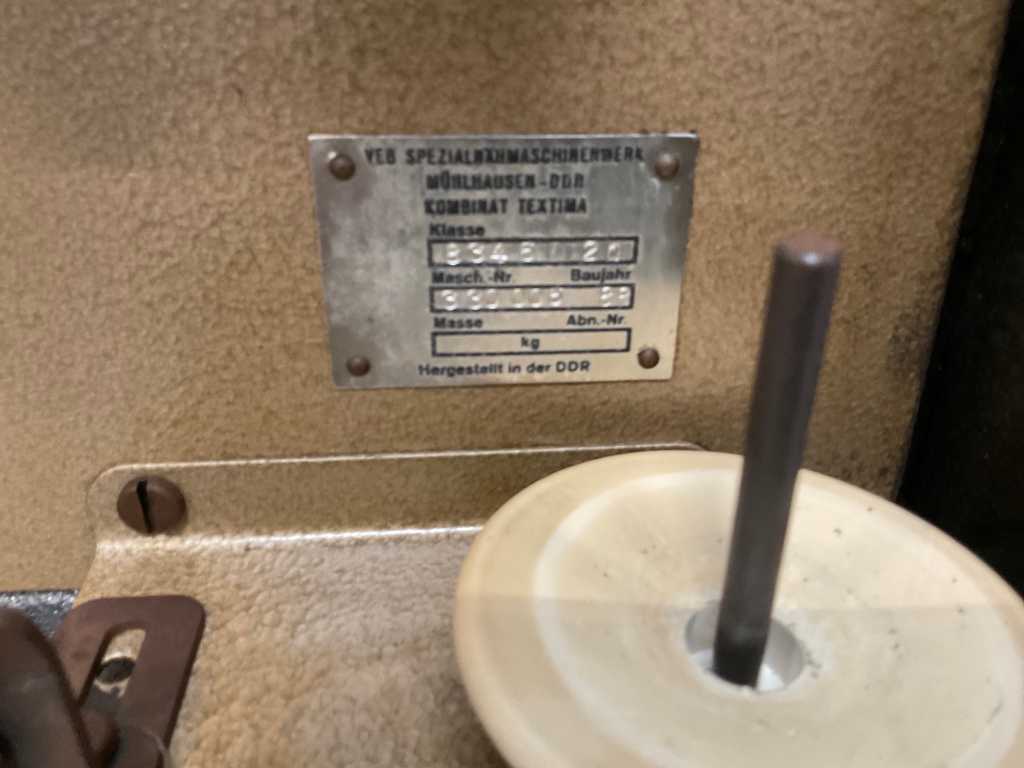 VEB SPEZIALNÄHMASCHINENWERK
MÜHLHAUSEN-DDR
KOMBINAT TEXTIMA
Klasse
Masch.-Nr Baujahr
Masse Abn.-Nr.
kg
Hergestellt in der DDR